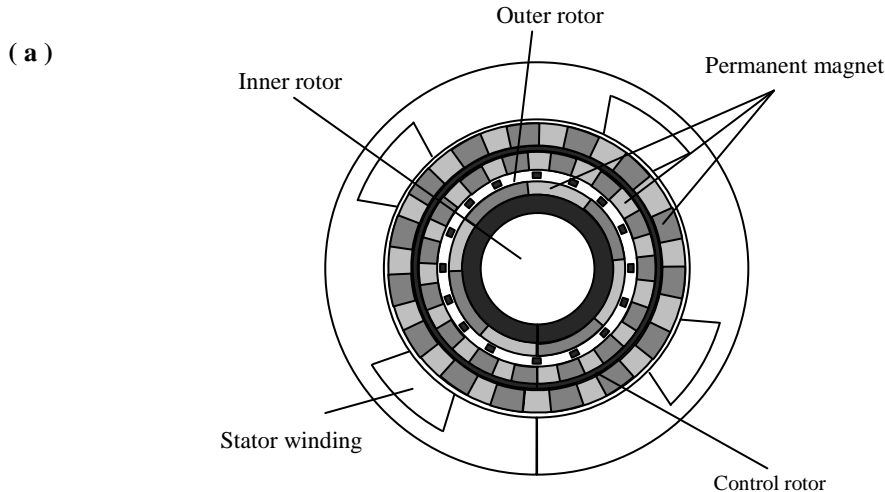 Outer rotor
( a )
Permanent magnet
Inner rotor
Stator winding
Control rotor